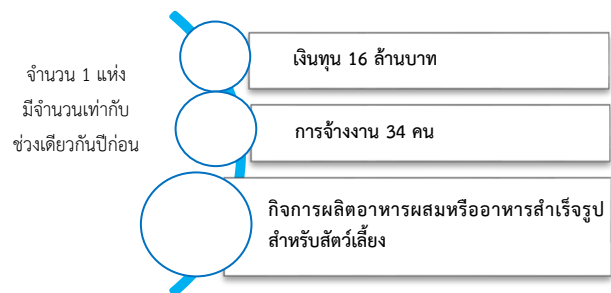 จำนวน 1 แห่ง
มีจำนวนเท่ากับ
ช่วงเดียวกันปีก่อน
เงินทุน 16 ล้านบาท
การจ้างงาน 34 คน
กิจการผลิตอาหารผสมหรืออาหารสำเร็จรูป
สำหรับสัตว์เลี้ยง